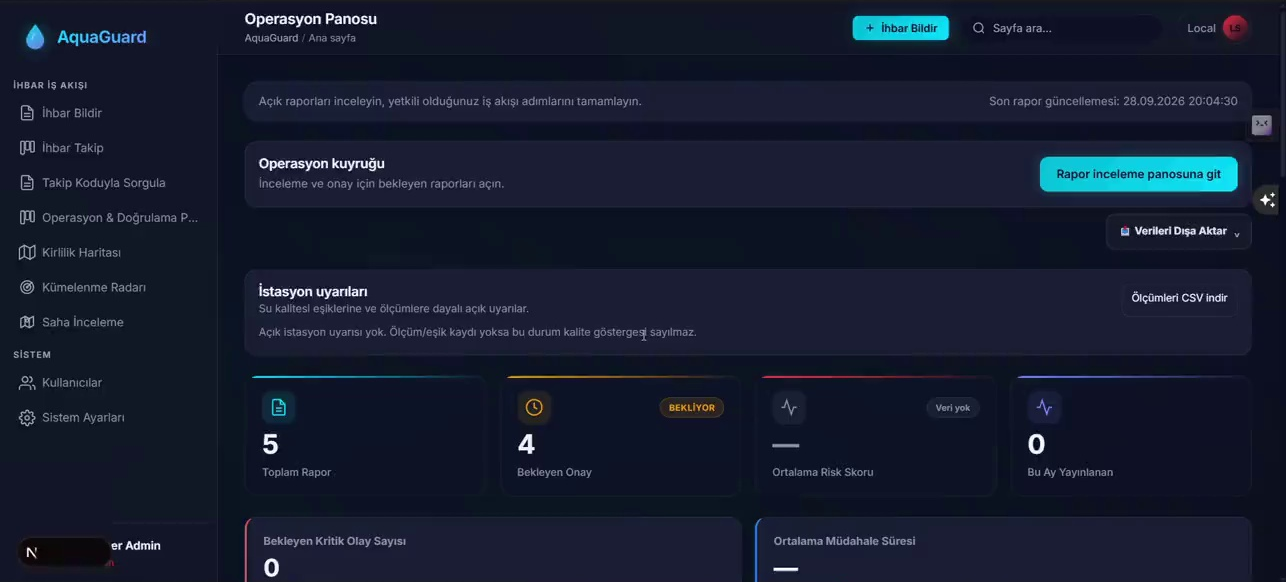 AquaGuard
İHBAR İŞ AKIŞI
İhbar Bildir
İhbar Takip
Takip Koduyla Sorgula
Operasyon & Doğrulama P...
Kirlilik Haritası
Kümelenme Radarı
Saha İnceleme
SİSTEM
Kullanıcılar
Sistem Ayarları
N
er Admin
Operasyon Panosu
AquaGuard / Ana sayfa
+ İhbar Bildir
Sayfa ara...
Local
LS
Açık raporları inceleyin, yetkili olduğunuz iş akışı adımlarını tamamlayın.
Son rapor güncellemesi: 28.09.2026 20:04:30
Operasyon kuyruğu
İnceleme ve onay için bekleyen raporları açın.
Rapor inceleme panosuna git
Verileri Dışa Aktar
İstasyon uyarıları
Su kalitesi eşiklerine ve ölçümlere dayalı açık uyarılar.
Açık istasyon uyarısı yok. Ölçüm/eşik kaydı yoksa bu durum kalite göstergesi sayılmaz.
Ölçümleri CSV indir
5
Toplam Rapor
BEKLİYOR
4
Bekleyen Onay
Veri yok
—
Ortalama Risk Skoru
0
Bu Ay Yayınlanan
Bekleyen Kritik Olay Sayısı
0
Ortalama Müdahale Süresi
—